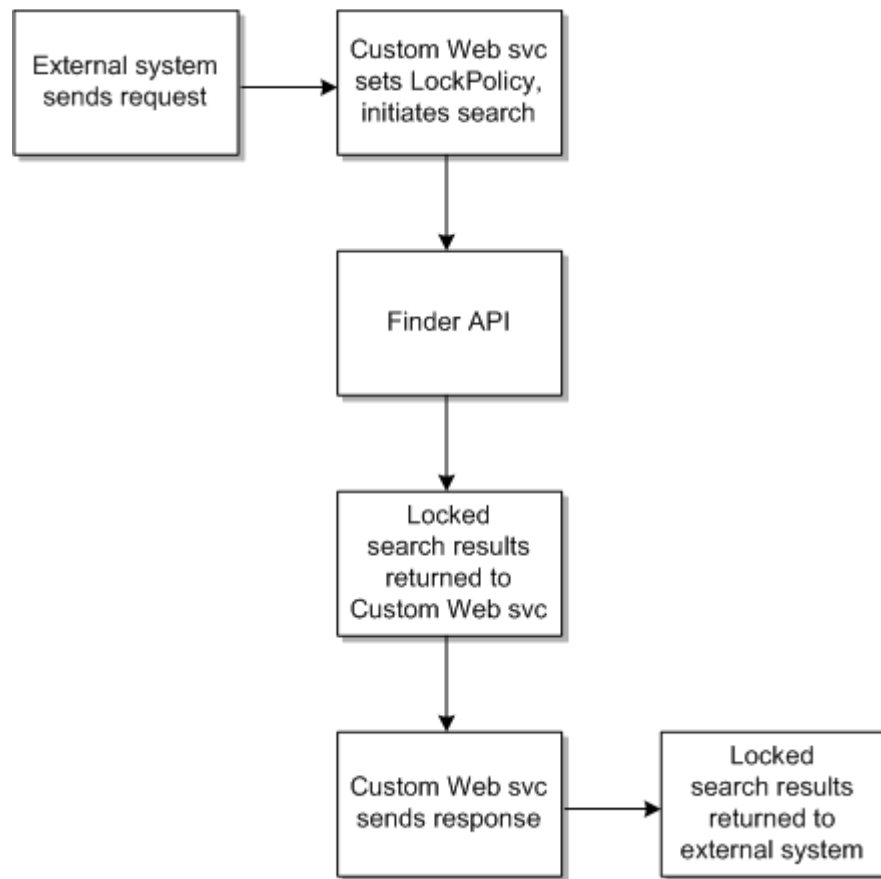 External system
sends request
Custom Web svc
sets LockPolicy,
initiates search
Finder API
Locked
search results
returned to
Custom Web svc
Custom Web svc
sends response
Locked
search results
returned to
external system